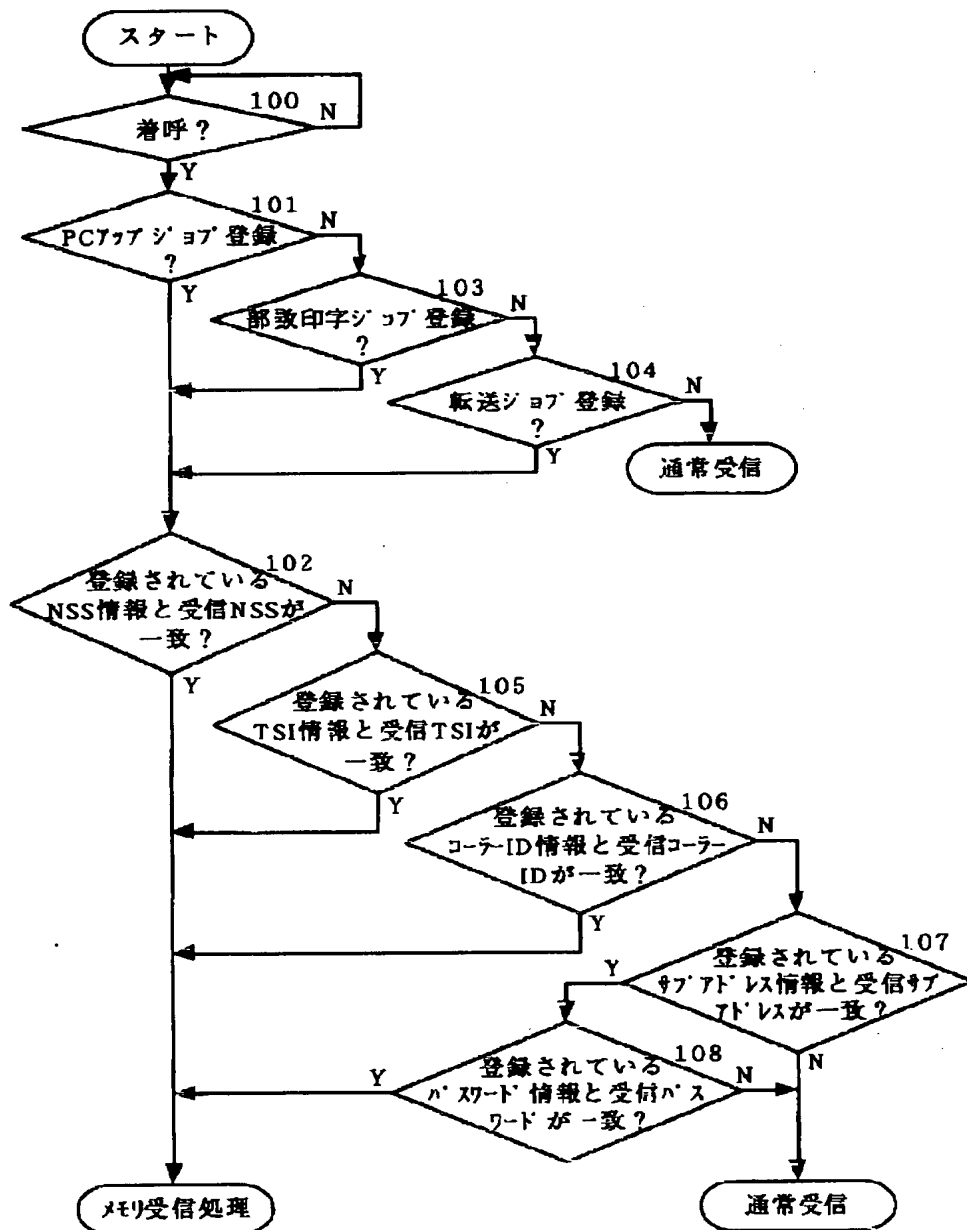 スタート
100
着呼？
N
Y
101
PCアップジョブ登録
？
N
Y
103
部数印字ジョブ登録
？
N
Y
104
転送ジョブ登録
？
N
Y
通常受信
102
登録されている
NSS情報と受信NSSが
一致？
N
Y
105
登録されている
TSI情報と受信TSIが
一致？
N
Y
106
登録されている
コーラーID情報と受信コーラー
IDが一致？
N
Y
107
登録されている
サブアドレス情報と受信サブ
アドレスが一致？
Y
N
108
登録されている
パスワード情報と受信パス
ワードが一致？
Y
N
メモリ受信処理
通常受信